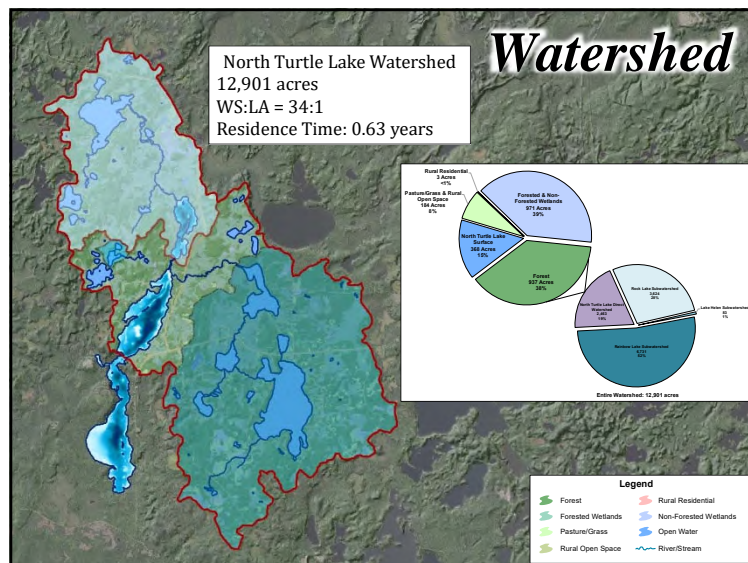 Watershed
North Turtle Lake Watershed
12,901 acres
WS:LA = 34:1
Residence Time: 0.63 years
Rural Residential
3 Acres
<1%
Pasture/Grass & Rural
Open Space
184 Acres
8%
Forested & Non-
Forested Wetlands
971 Acres
39%
North Turtle Lake
Surface
368 Acres
15%
Forest
937 Acres
38%
North Turtle Lake Direct
Watershed
Rock Lake Subwatershed
Lake Helen Subwatershed
1%
Rainbow Lake Subwatershed
Entire Watershed: 12,901 acres
Legend
Forest
Forested Wetlands
Pasture/Grass
Rural Open Space
Rural Residential
Non-Forested Wetlands
Open Water
River/Stream